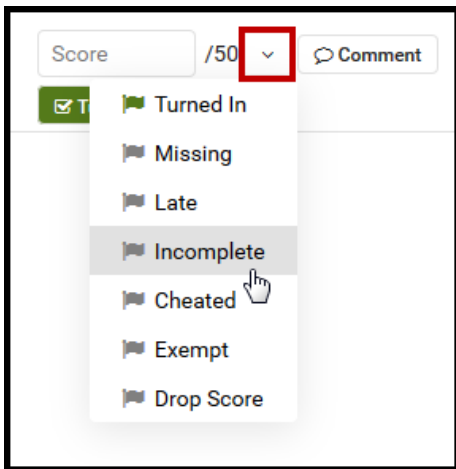 Score /50 Comment
T Turned In
Missing
Late
Incomplete
Cheated
Exempt
Drop Score